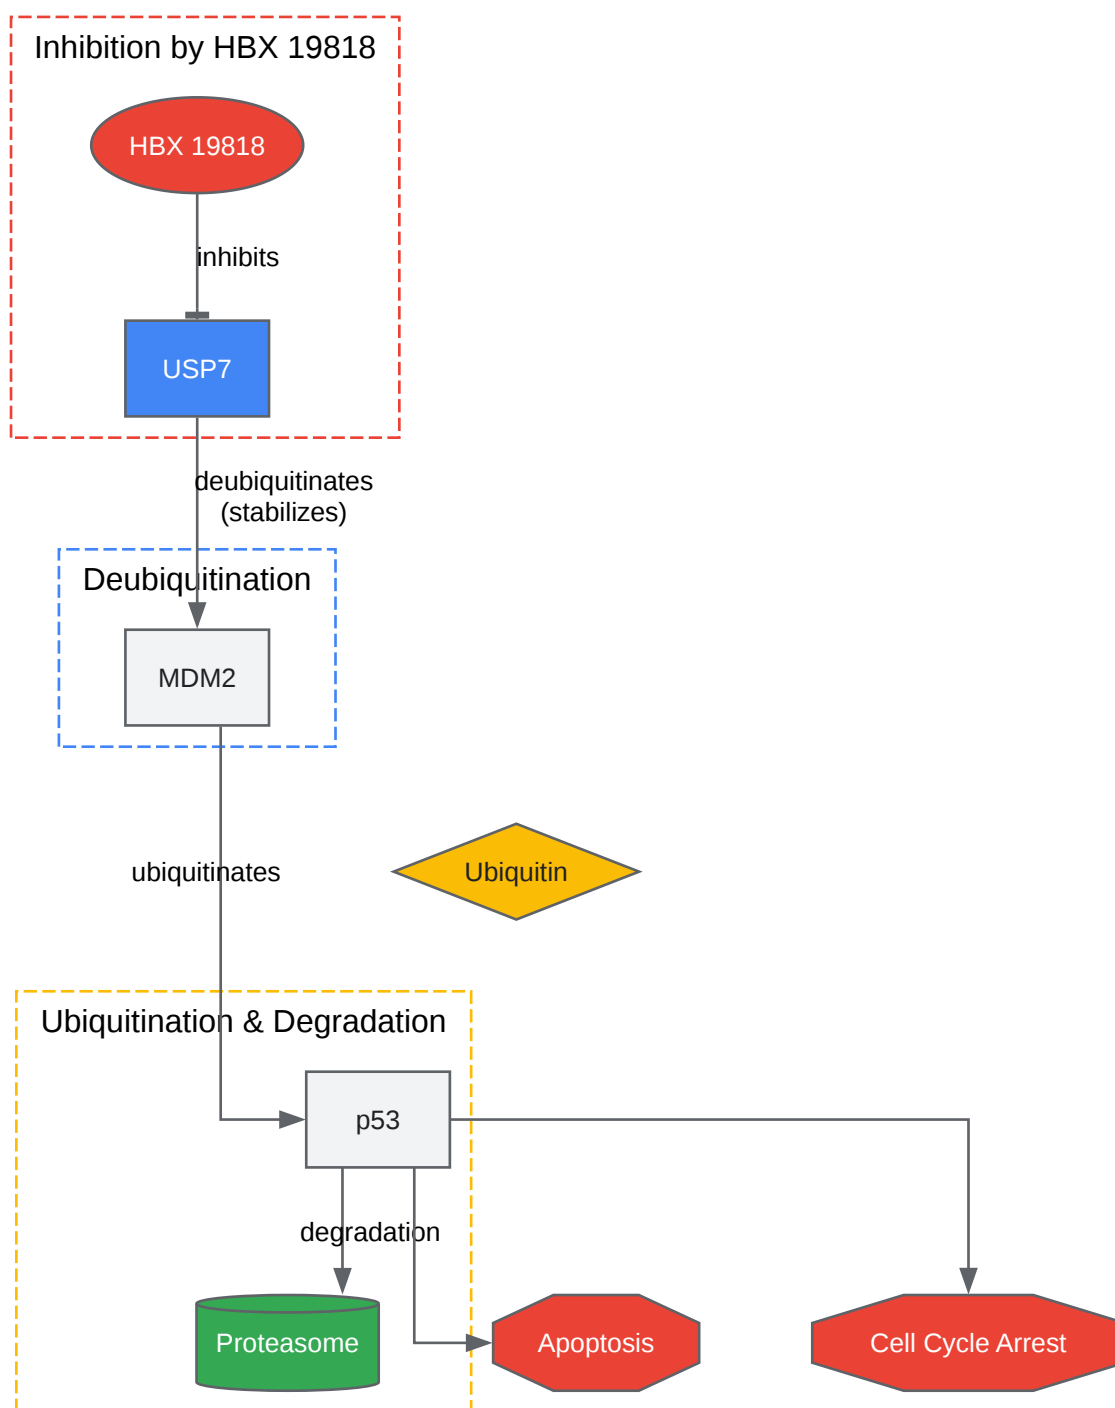 Inhibition by HBX 19818
HBX 19818
inhibits
USP7
deubiquitinates
(stabilizes)
Deubiquitination
MDM2
ubiquitinates
Ubiquitin
Ubiquitination & Degradation
p53
degradation
Proteasome
Apoptosis
Cell Cycle Arrest